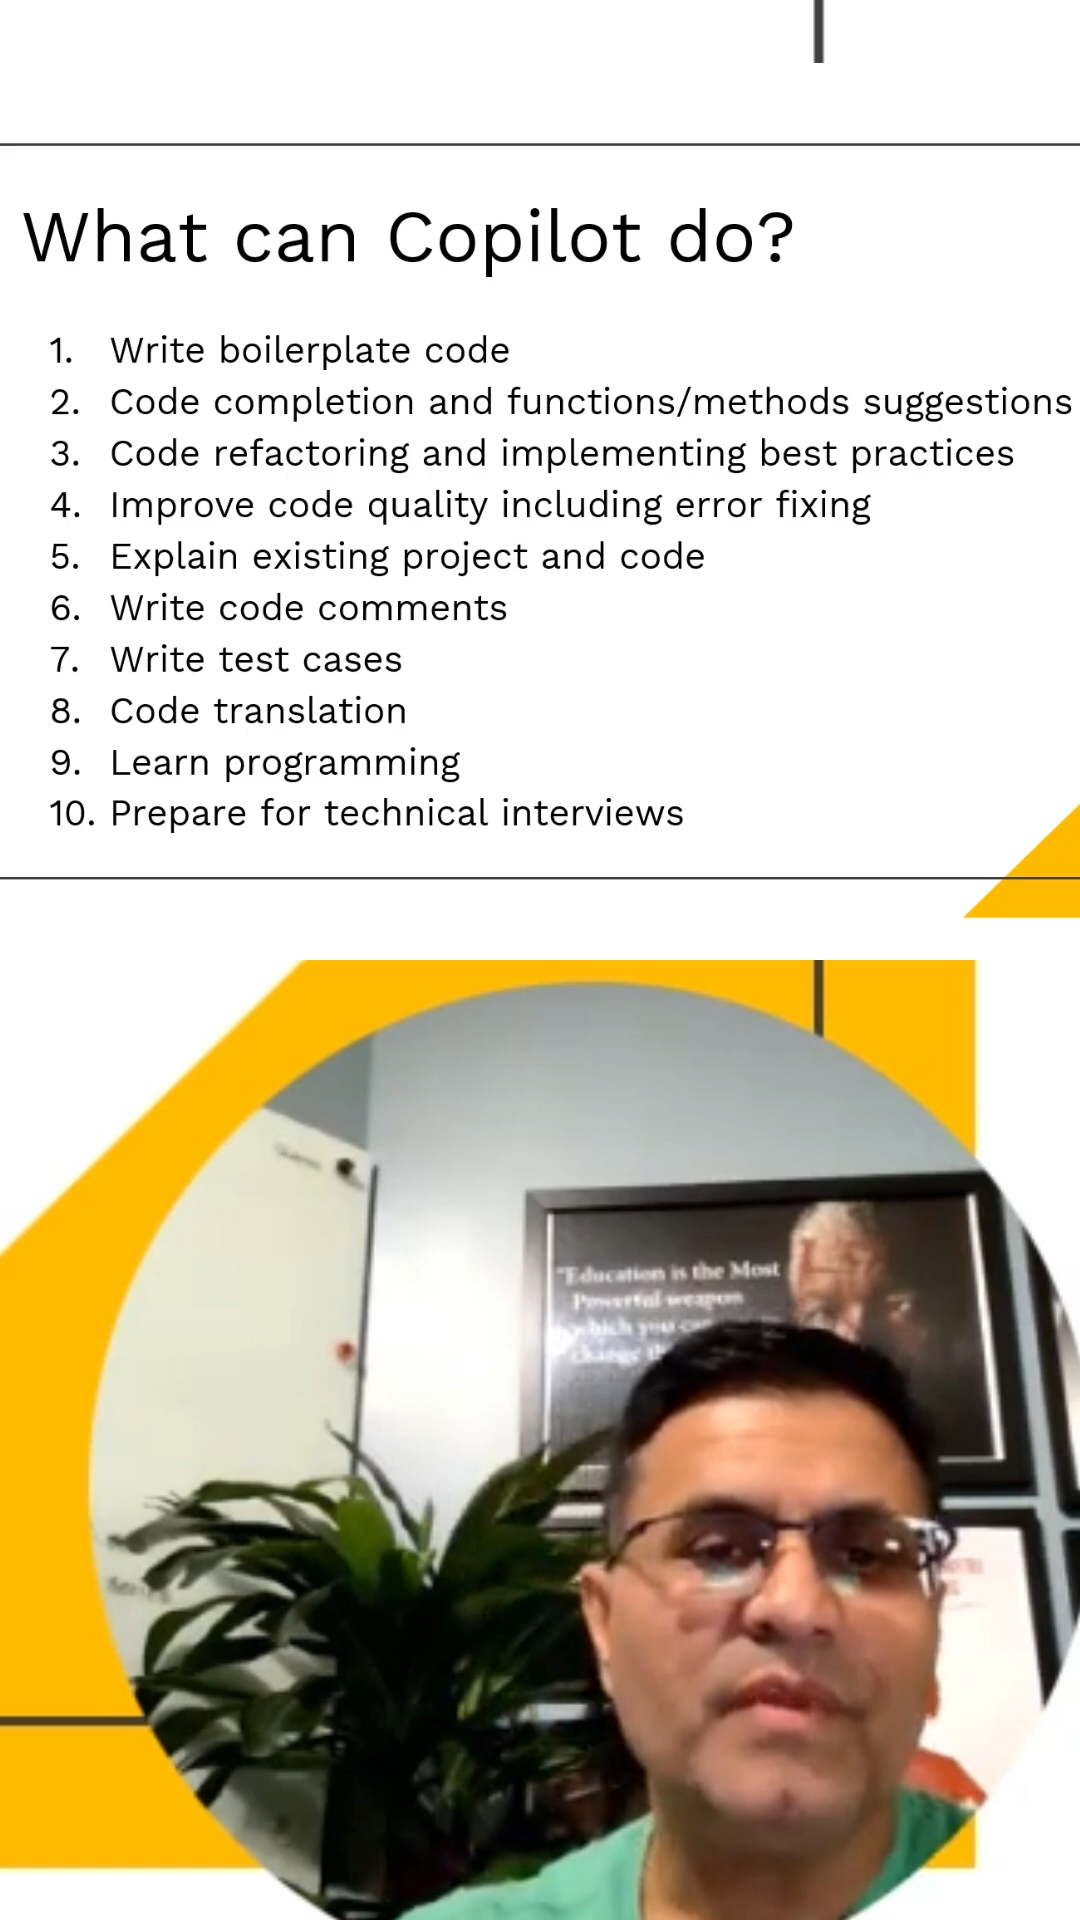 What can Copilot do?
1. Write boilerplate code
2. Code completion and functions/methods suggestions
3. Code refactoring and implementing best practices
4. Improve code quality including error fixing
5. Explain existing project and code
6. Write code comments
7. Write test cases
8. Code translation
9. Learn programming
10. Prepare for technical interviews
"Education is the Most
Powerful weapon
which you
change